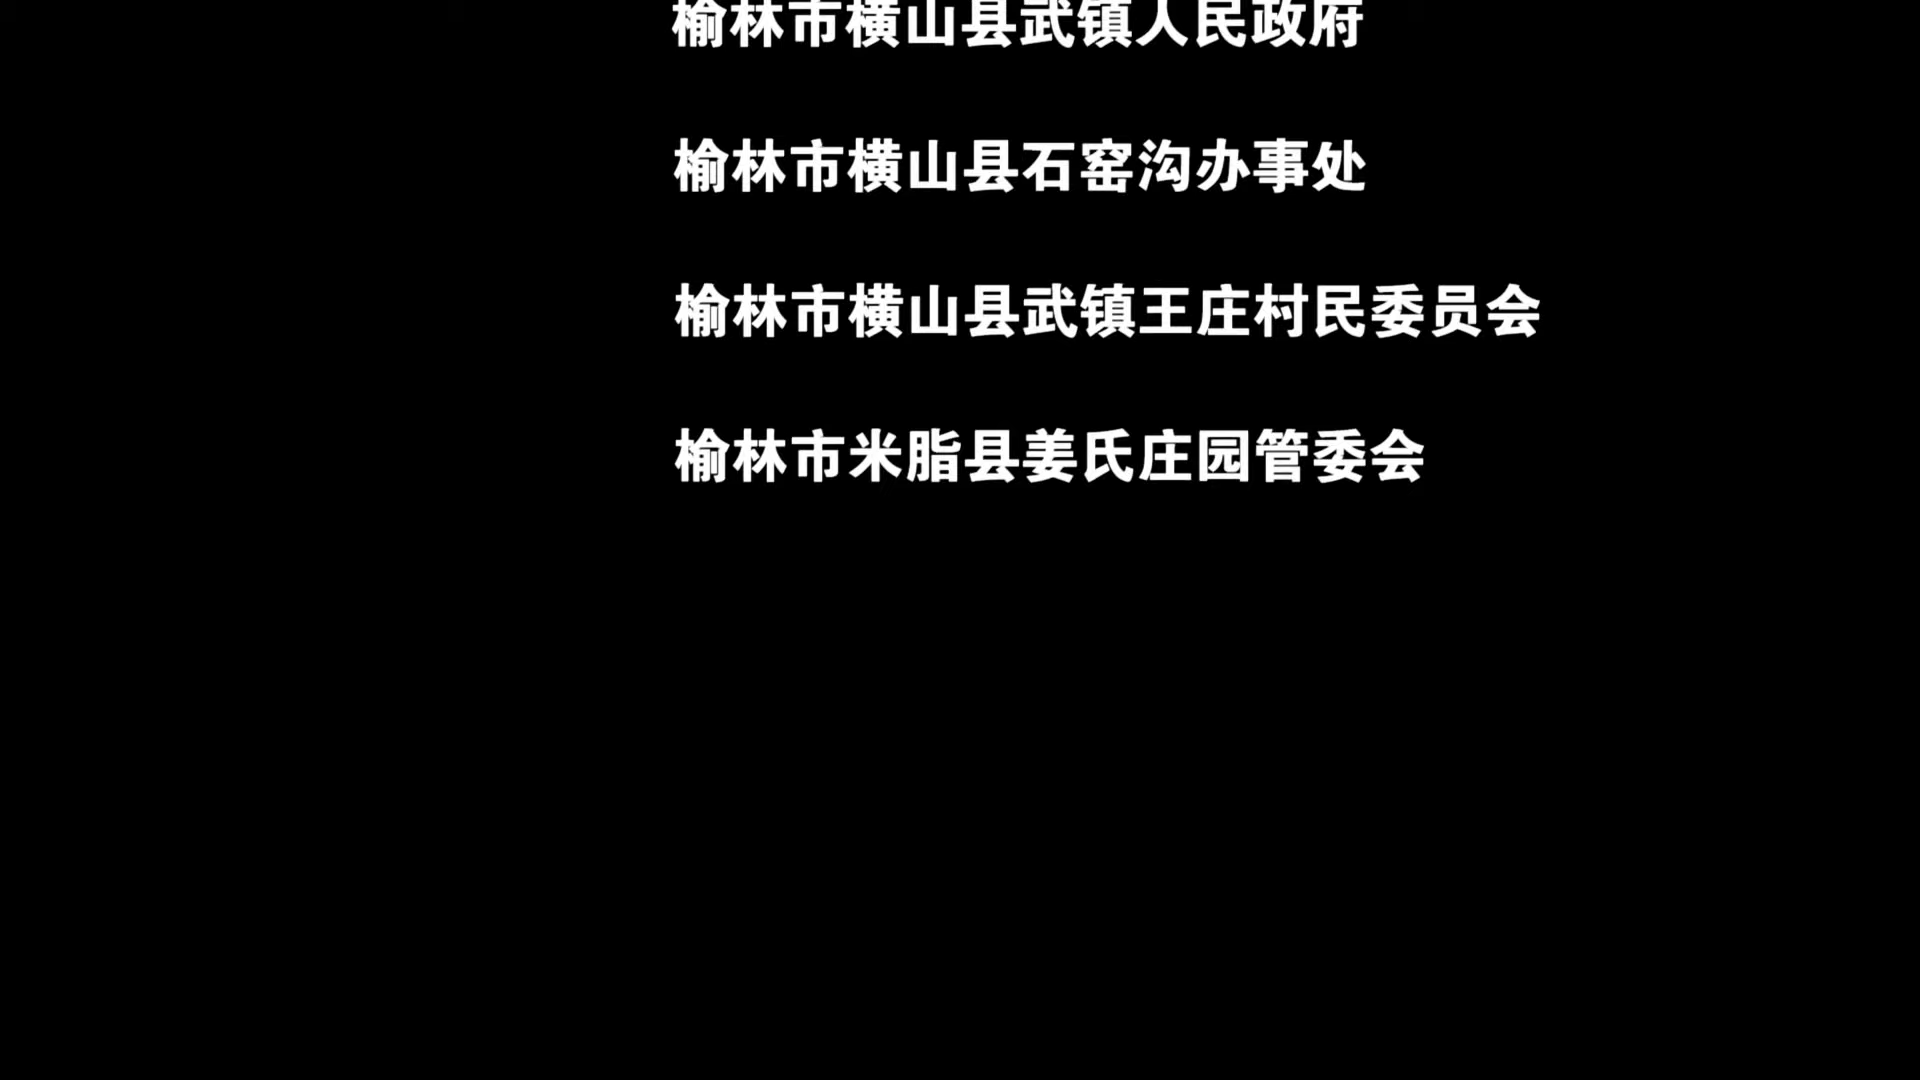 榆林市横山县武镇人民政府
榆林市横山县石窑沟办事处
榆林市横山县武镇王庄村民委员会
榆林市米脂县姜氏庄园管委会